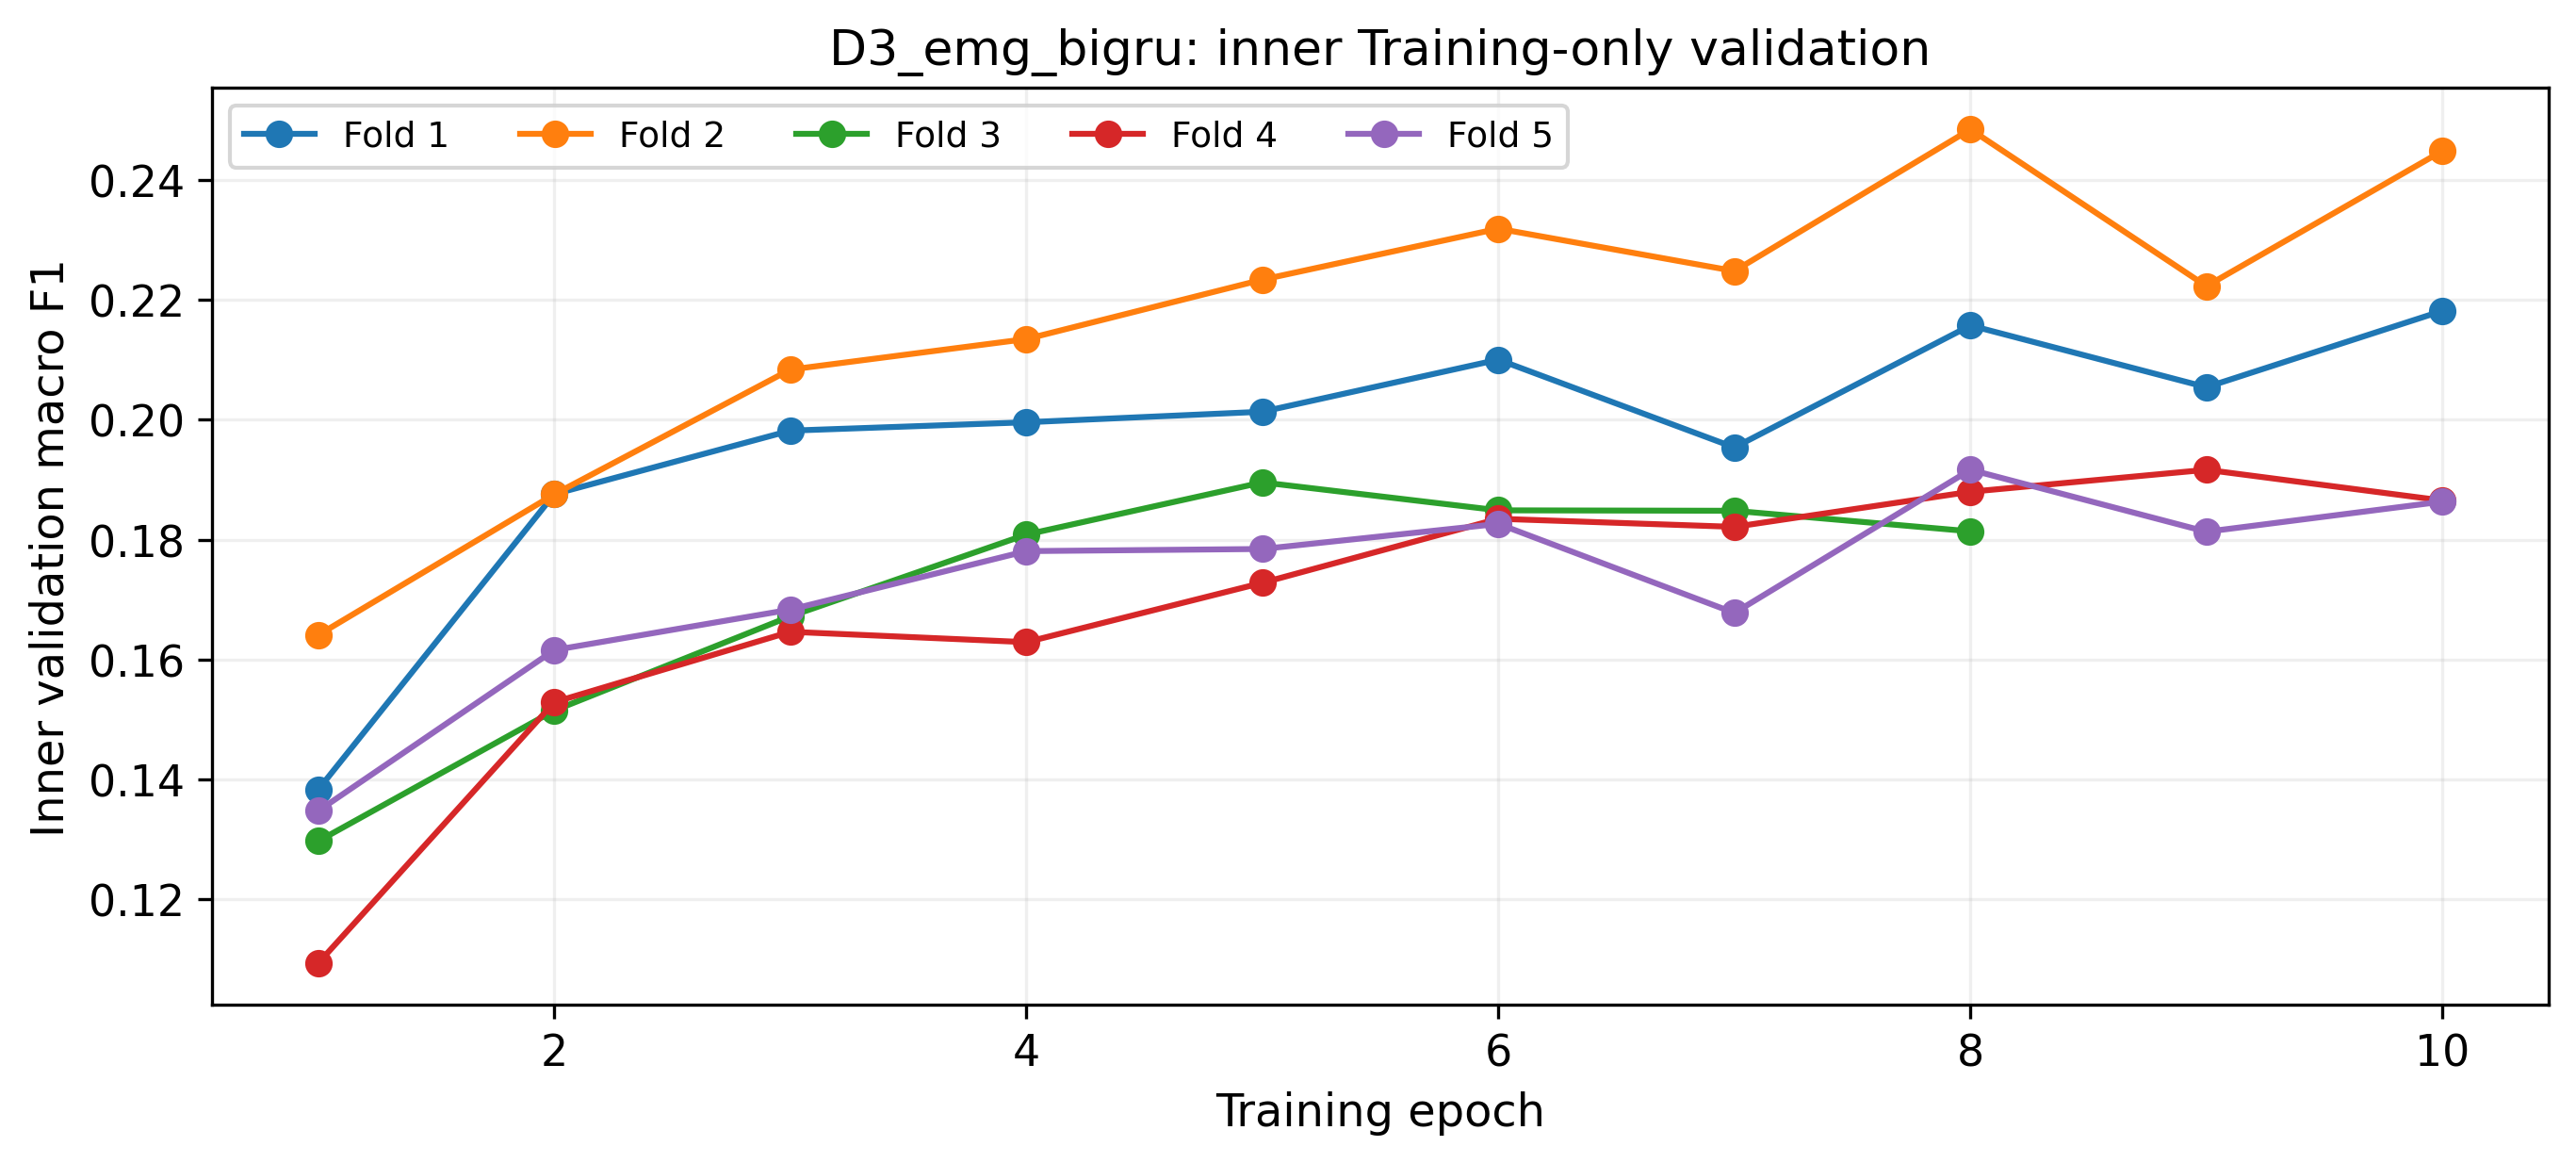 D3_emg_bigru: inner Training-only validation
Fold 1 Fold 2 Fold 3 Fold 4 Fold 5
Inner validation macro F1
0.24
0.22
0.20
0.18
0.16
0.14
0.12
2 4 6 8 10
Training epoch